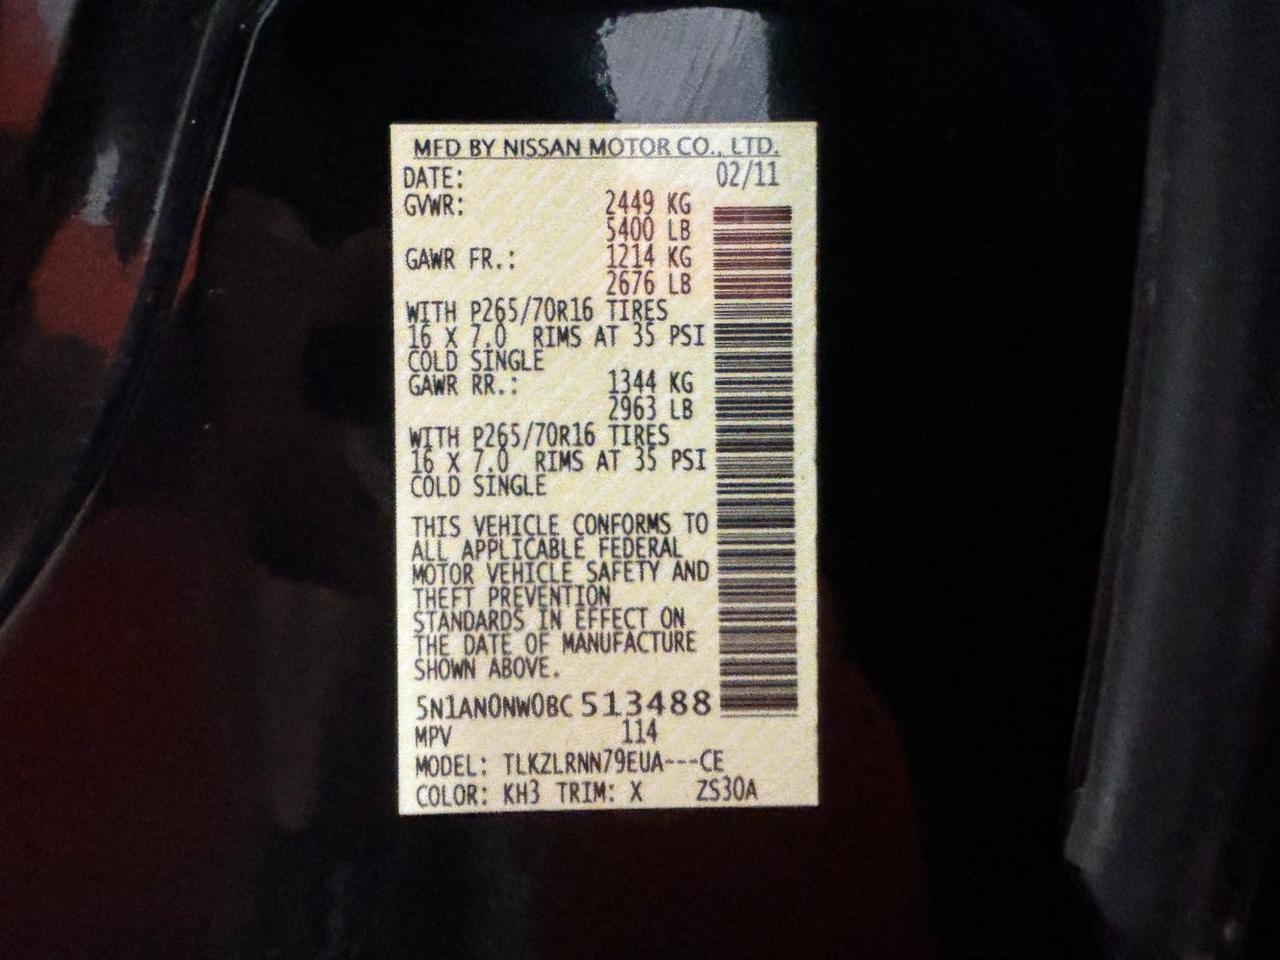 MFD BY NISSAN MOTOR CO., LTD.
DATE: 02/11
GVWR: 2449 KG
5400 LB
GAWR FR.: 1214 KG
2676 LB
WITH P265/70R16 TIRES
16 X 7.0 RIMS AT 35 PSI
COLD SINGLE
GAWR RR.: 1344 KG
2963 LB
WITH P265/70R16 TIRES
16 X 7.0 RIMS AT 35 PSI
COLD SINGLE
THIS VEHICLE CONFORMS TO
ALL APPLICABLE FEDERAL
MOTOR VEHICLE SAFETY AND
THEFT PREVENTION
STANDARDS IN EFFECT ON
THE DATE OF MANUFACTURE
SHOWN ABOVE.
5N1AN0NW0BC 513488
MPV 114
MODEL: TLKZLRNN79EUA---CE
COLOR: KH3 TRIM: X ZS30A